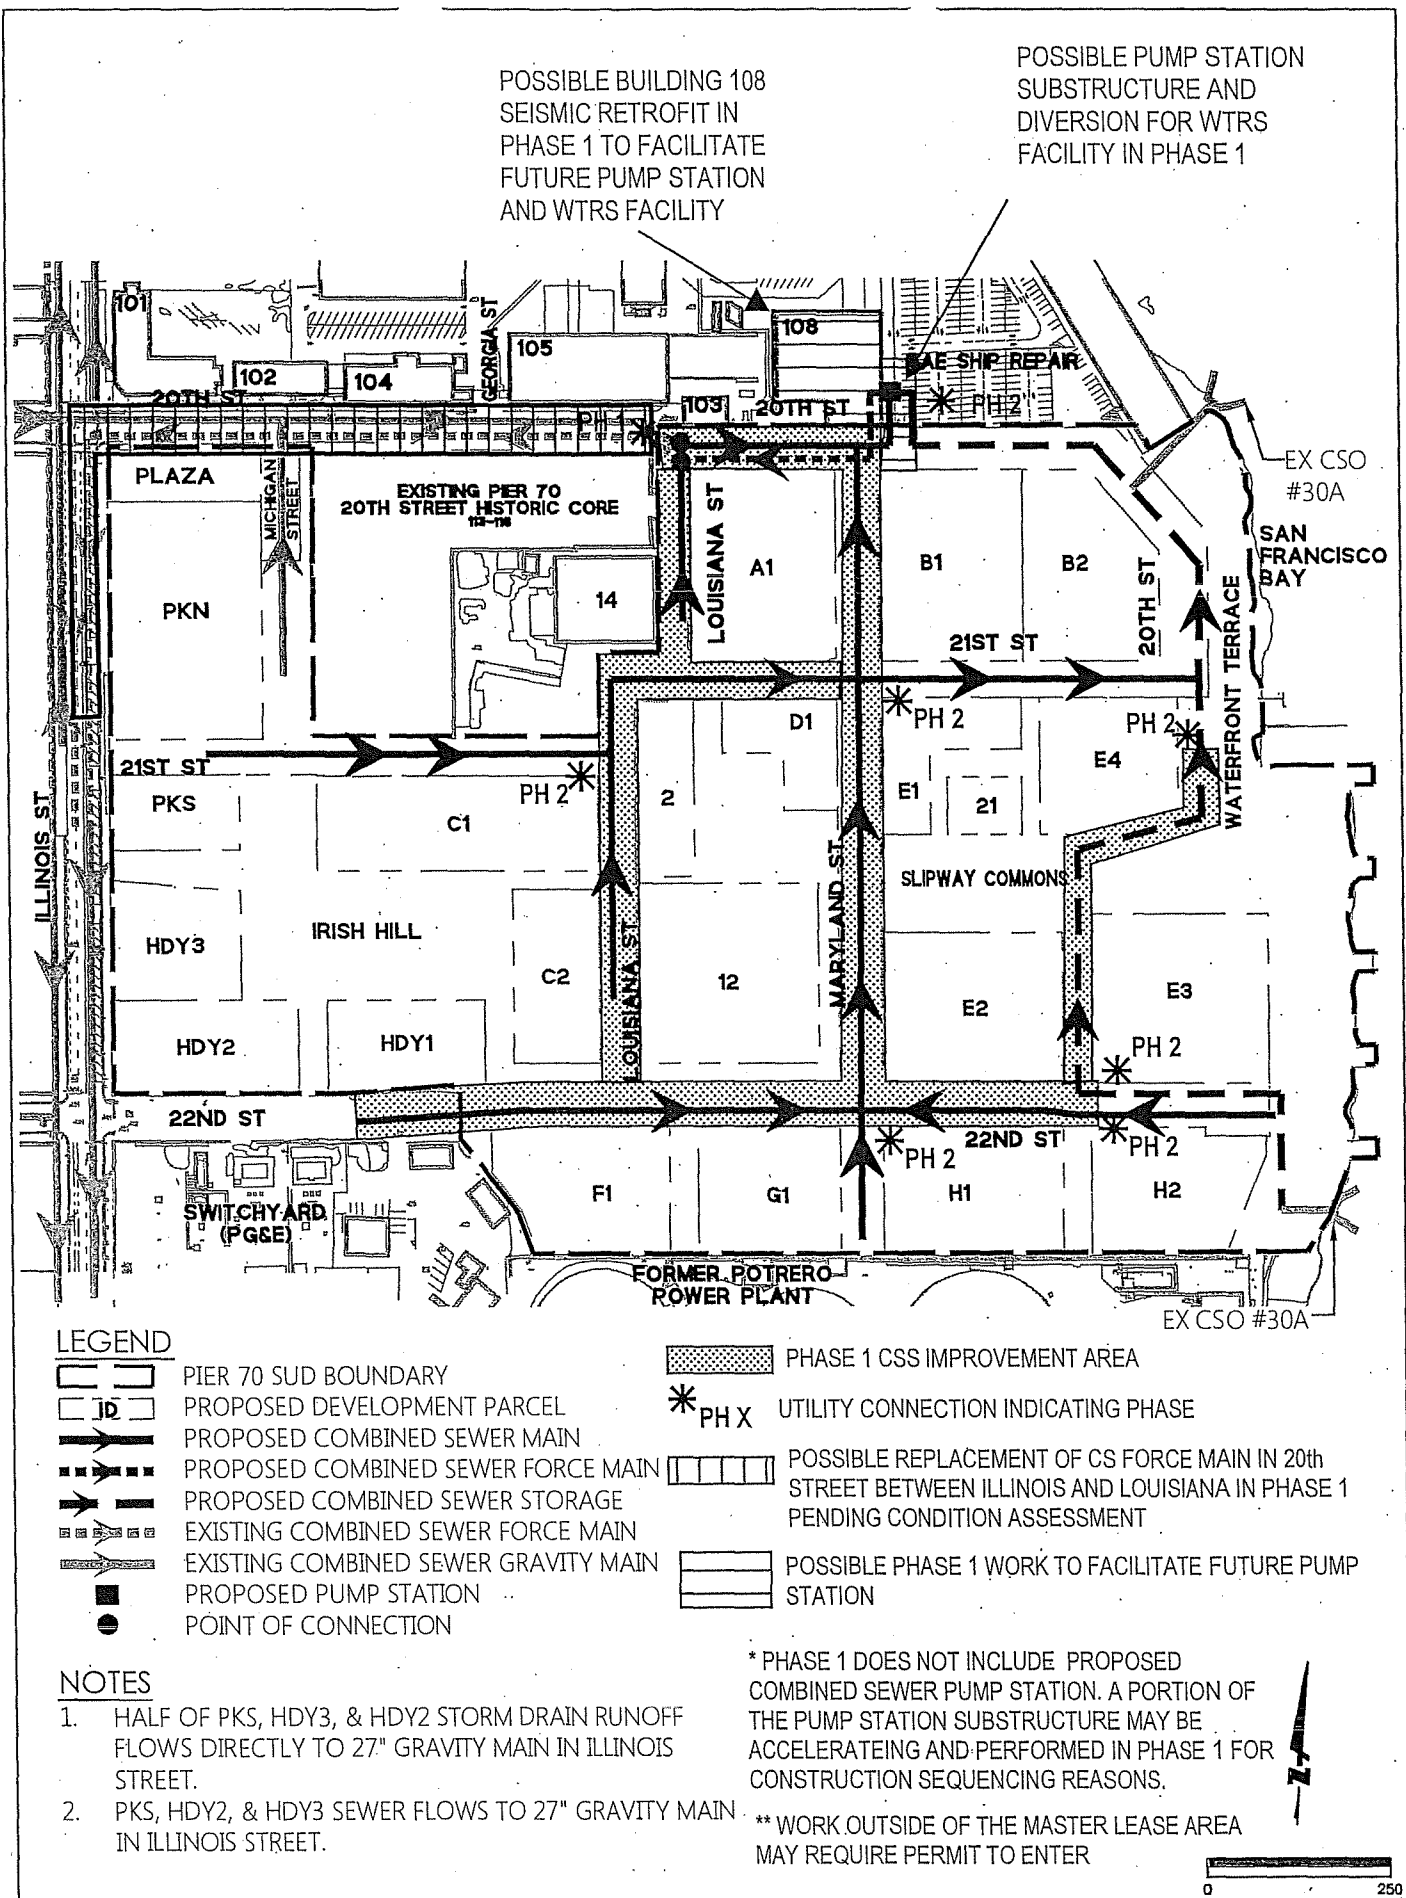 POSSIBLE BUILDING 108
SEISMIC RETROFIT IN
PHASE 1 TO FACILITATE
FUTURE PUMP STATION
AND WTRS FACILITY
POSSIBLE PUMP STATION
SUBSTRUCTURE AND
DIVERSION FOR WTRS
FACILITY IN PHASE 1
101
102
104
GEORGIA ST
105
108
103
AE SHIP REPAIR
20TH ST
PH 1
20TH ST
PH 2
EX CSO
#30A
PLAZA
MICHIGAN
STREET
EXISTING PIER 70
20TH STREET HISTORIC CORE
113-116
LOUISIANA ST
A1
B1
B2
20TH ST
SAN
FRANCISCO
BAY
WATERFRONT TERRACE
PKN
14
21ST ST
PH 2
PH 2
D1
21ST ST
PH 2
PKS
C1
2
E1
21
E4
ILLINOIS ST
SLIPWAY COMMONS
MARYLAND ST
HDY3
IRISH HILL
C2
LOUISIANA ST
12
E2
E3
HDY2
HDY1
PH 2
22ND ST
22ND ST
PH 2
PH 2
F1
G1
H1
H2
SWITCHYARD
(PG&E)
FORMER POTRERO
POWER PLANT
EX CSO #30A
LEGEND
PIER 70 SUD BOUNDARY
ID
PROPOSED DEVELOPMENT PARCEL
PROPOSED COMBINED SEWER MAIN
PROPOSED COMBINED SEWER FORCE MAIN
PROPOSED COMBINED SEWER STORAGE
EXISTING COMBINED SEWER FORCE MAIN
EXISTING COMBINED SEWER GRAVITY MAIN
PROPOSED PUMP STATION
POINT OF CONNECTION
PHASE 1 CSS IMPROVEMENT AREA
PH X
UTILITY CONNECTION INDICATING PHASE
POSSIBLE REPLACEMENT OF CS FORCE MAIN IN 20th
STREET BETWEEN ILLINOIS AND LOUISIANA IN PHASE 1
PENDING CONDITION ASSESSMENT
POSSIBLE PHASE 1 WORK TO FACILITATE FUTURE PUMP
STATION
NOTES
1. HALF OF PKS, HDY3, & HDY2 STORM DRAIN RUNOFF
FLOWS DIRECTLY TO 27" GRAVITY MAIN IN ILLINOIS
STREET.
2. PKS, HDY2, & HDY3 SEWER FLOWS TO 27" GRAVITY MAIN
IN ILLINOIS STREET.
* PHASE 1 DOES NOT INCLUDE PROPOSED
COMBINED SEWER PUMP STATION. A PORTION OF
THE PUMP STATION SUBSTRUCTURE MAY BE
ACCELERATEING AND PERFORMED IN PHASE 1 FOR
CONSTRUCTION SEQUENCING REASONS.
** WORK OUTSIDE OF THE MASTER LEASE AREA
MAY REQUIRE PERMIT TO ENTER
N
0 250